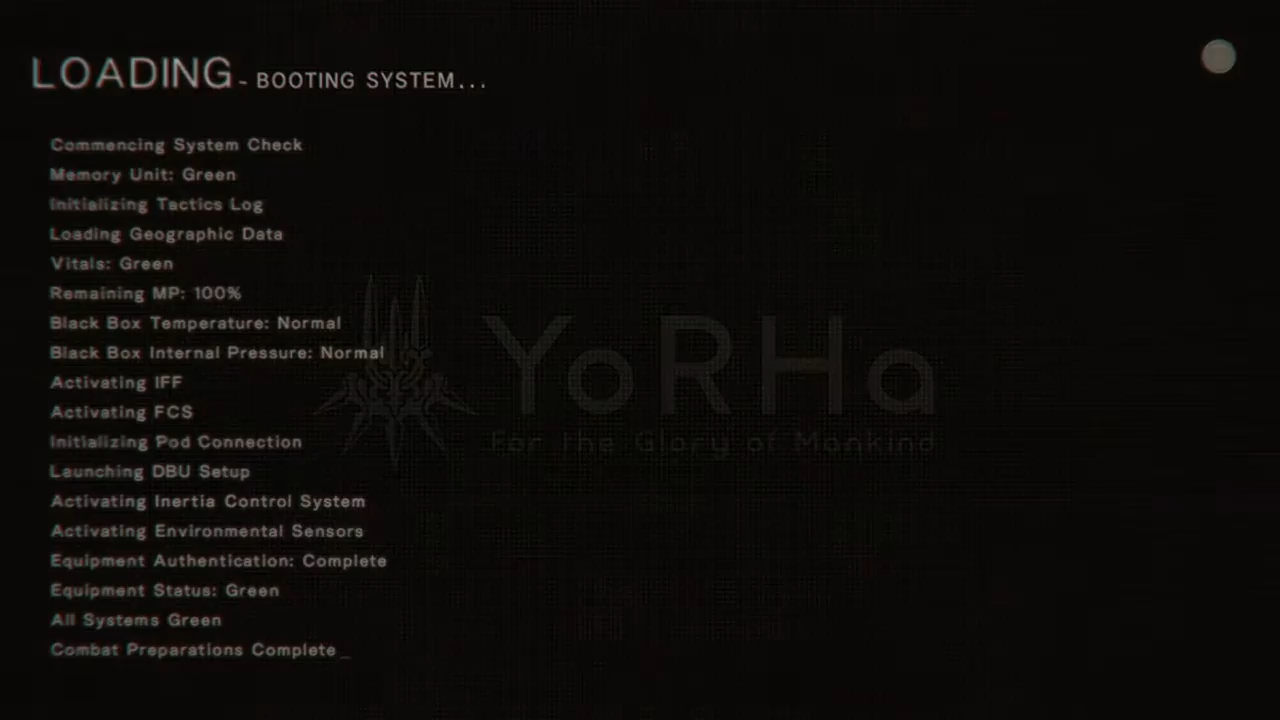 LOADING - BOOTING SYSTEM...
Commencing System Check
Memory Unit: Green
Initializing Tactics Log
Loading Geographic Data
Vitals: Green
Remaining MP: 100%
Black Box Temperature: Normal
Black Box Internal Pressure: Normal
Activating IFF
Activating FCS
Initializing Pod Connection
Launching DBU Setup
Activating Inertia Control System
Activating Environmental Sensors
Equipment Authentication: Complete
Equipment Status: Green
All Systems Green
Combat Preparations Complete_
YoRHa
For the Glory of Mankind